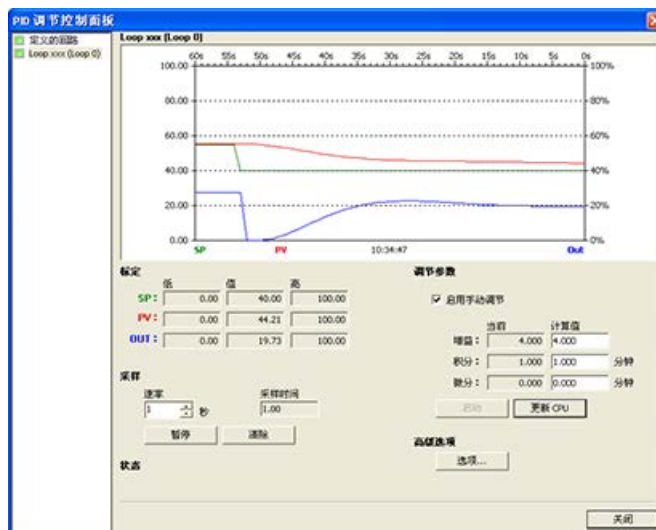 PID 调节控制面板
定义的回路
Loop xxx (Loop 0)
Loop xxx (Loop 0)
60s 55s 50s 45s 40s 35s 30s 25s 20s 15s 10s 5s 0s
100.00 100%
80.00 80%
60.00 60%
40.00 40%
20.00 20%
0.00 0%
SP PV 10:34:47 Out
标定
低 值 高
SP: 0.00 40.00 100.00
PV: 0.00 44.21 100.00
OUT: 0.00 19.73 100.00
采样
速率 采样时间
1 秒 1.00
暂停 清除
状态
调节参数
启用手动调节
当前 计算值
增益: 4.000 4.000
积分: 1.000 1.000 分钟
微分: 0.000 0.000 分钟
启动 更新 CPU
高级选项
选项...
关闭